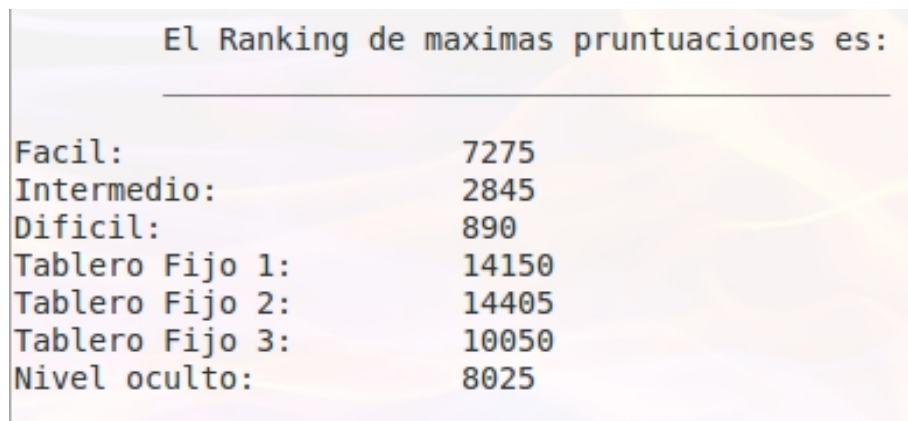 El Ranking de maximas pruntuaciones es:
Facil: 7275
Intermedio: 2845
Dificil: 890
Tablero Fijo 1: 14150
Tablero Fijo 2: 14405
Tablero Fijo 3: 10050
Nivel oculto: 8025